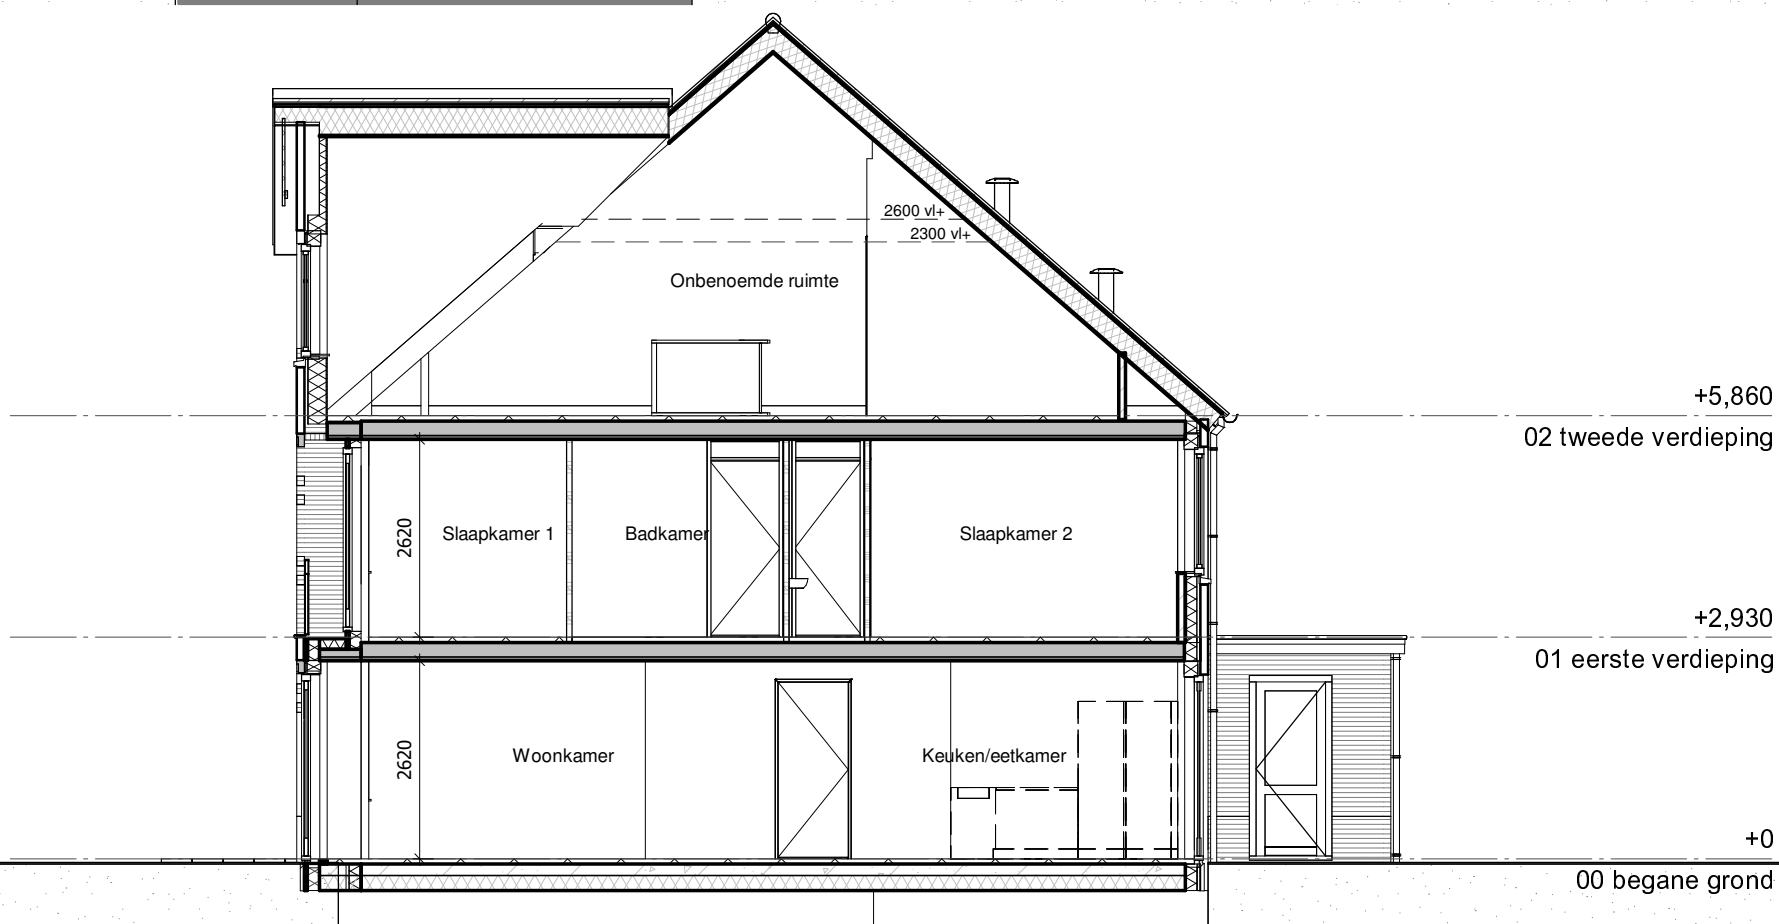 2600 vl+
2300 vl+
Onbenoemde ruimte
+5,860
02 tweede verdieping
2620
Slaapkamer 1
Badkamer
Slaapkamer 2
+2,930
01 eerste verdieping
2620
Woonkamer
Keuken/eetkamer
+0
00 begane grond